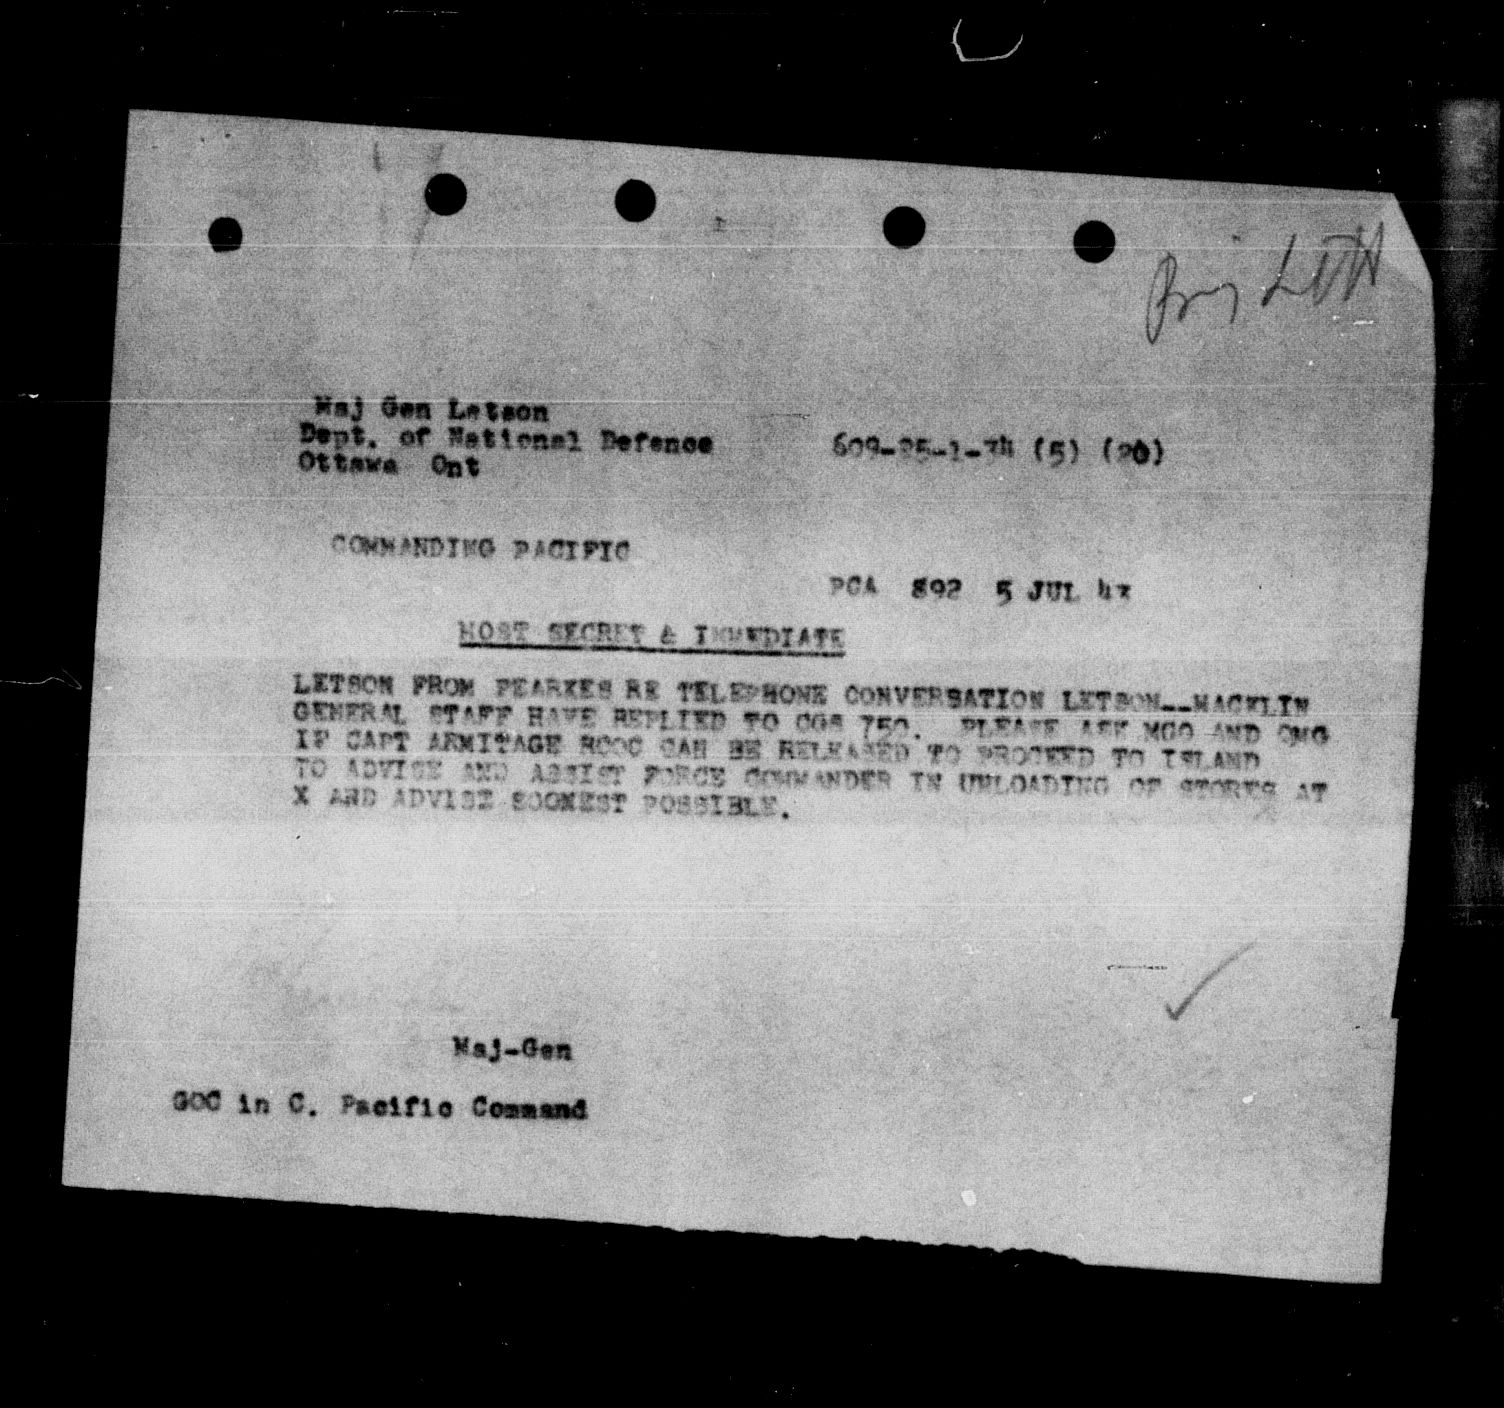 Brig LETH
Maj Gen Letson
Dept. of National Defence
Ottawa Ont
609-25-1-34 (5) (20)
COMMANDING PACIFIC
PCA 892 5 JUL 43
MOST SECRET & IMMEDIATE
LETSON FROM PEARKES RE TELEPHONE CONVERSATION LETSON--MACKLIN
GENERAL STAFF HAVE REPLIED TO CGS 750. PLEASE ASK MGO AND QMG
IF CAPT ARMITAGE RCOC CAN BE RELEASED TO PROCEED TO ISLAND
TO ADVISE AND ASSIST FORCE COMMANDER IN UNLOADING OF STORES AT
X AND ADVISE SOONEST POSSIBLE.
Maj-Gen
GOC in C. Pacific Command